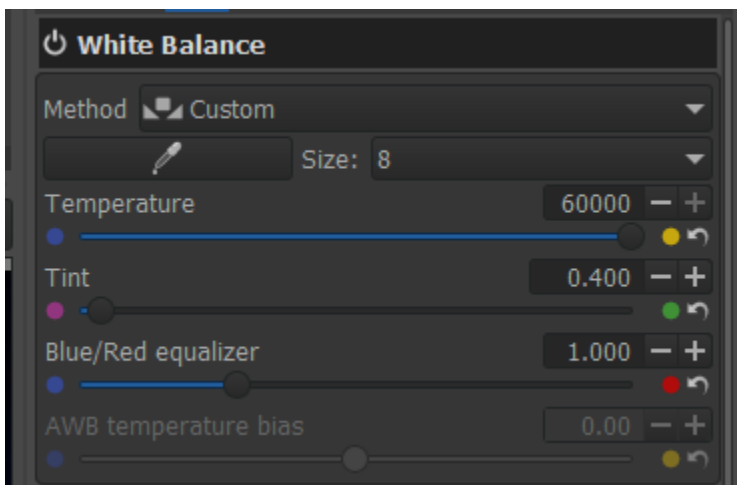 White Balance
Method Custom
Size: 8
Temperature 60000
Tint 0.400
Blue/Red equalizer 1.000
AWB temperature bias 0.00